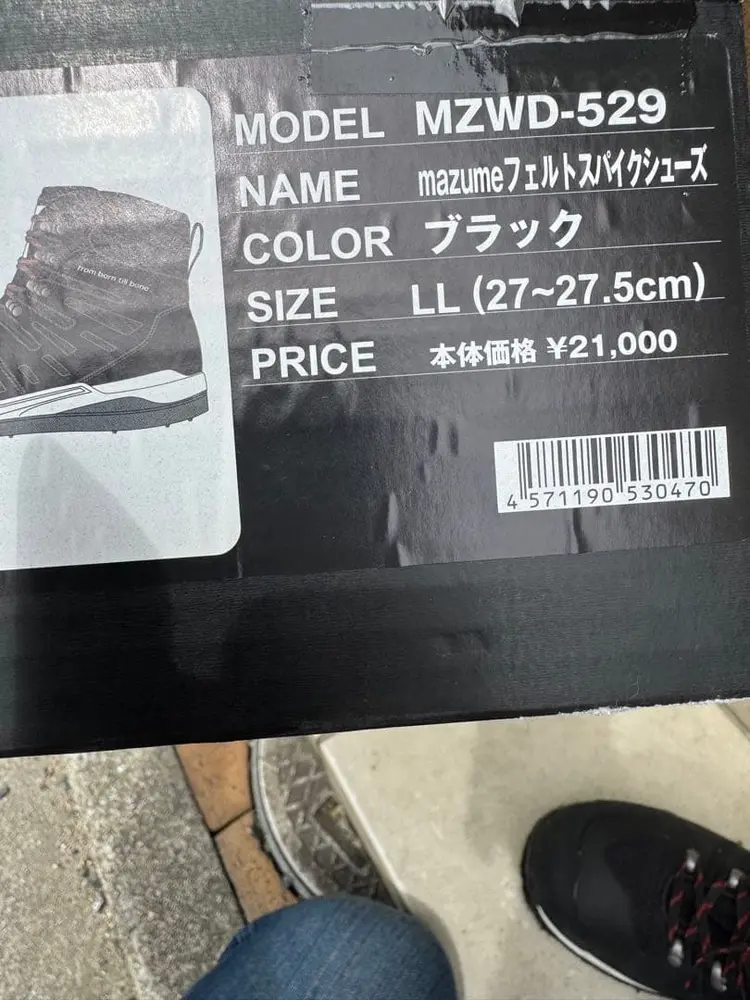 MODEL MZWD-529
NAME mazumeフェルトスパイクシューズ
COLOR ブラック
SIZE LL (27~27.5cm)
PRICE 本体価格 ¥21,000
from born till bone
4 571190 530470